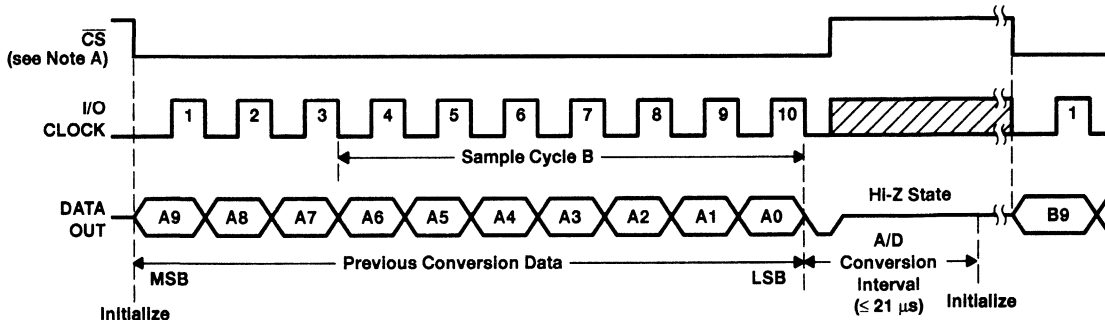 CS
(see Note A)
I/O
CLOCK
1 2 3 4 5 6 7 8 9 10 1
Sample Cycle B
DATA
OUT
A9 A8 A7 A6 A5 A4 A3 A2 A1 A0
Hi-Z State
B9
Previous Conversion Data
MSB
LSB
A/D
Conversion
Interval
(≤ 21 μs)
Initialize
Initialize